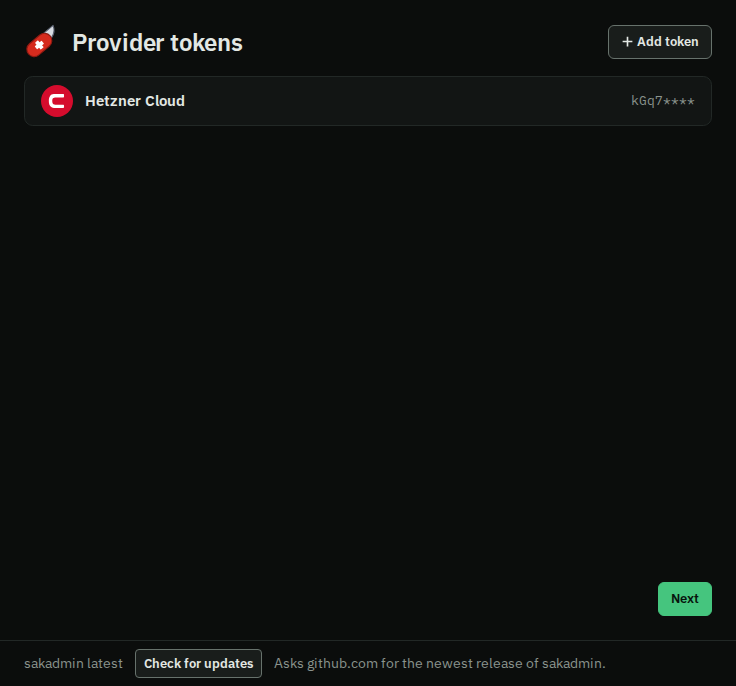 Provider tokens
+ Add token
Hetzner Cloud
kGq7****
Next
sakadmin latest
Check for updates
Asks github.com for the newest release of sakadmin.